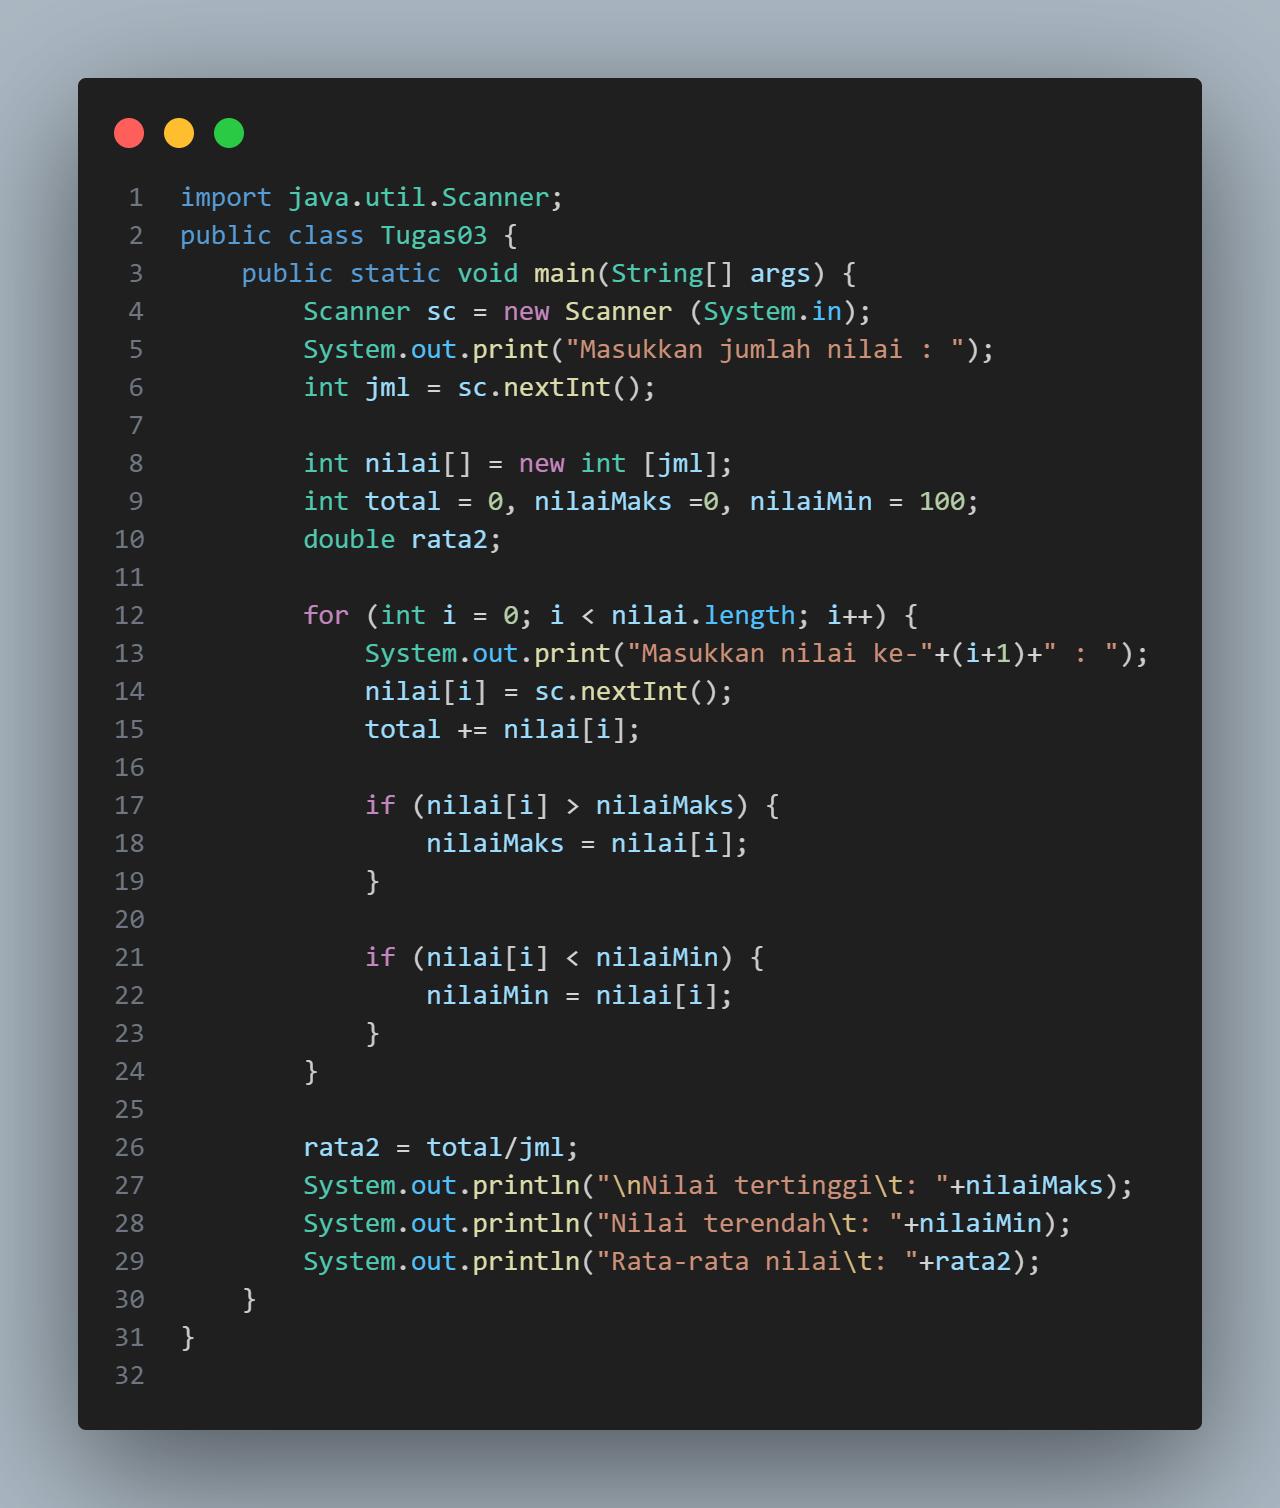 1 import java.util.Scanner;
2 public class Tugas03 {
3     public static void main(String[] args) {
4         Scanner sc = new Scanner (System.in);
5         System.out.print("Masukkan jumlah nilai : ");
6         int jml = sc.nextInt();
7
8         int nilai[] = new int [jml];
9         int total = 0, nilaiMaks =0, nilaiMin = 100;
10         double rata2;
11
12         for (int i = 0; i < nilai.length; i++) {
13             System.out.print("Masukkan nilai ke-"+(i+1)+" : ");
14             nilai[i] = sc.nextInt();
15             total += nilai[i];
16
17             if (nilai[i] > nilaiMaks) {
18                 nilaiMaks = nilai[i];
19             }
20
21             if (nilai[i] < nilaiMin) {
22                 nilaiMin = nilai[i];
23             }
24         }
25
26         rata2 = total/jml;
27         System.out.println("\nNilai tertinggi\t: "+nilaiMaks);
28         System.out.println("Nilai terendah\t: "+nilaiMin);
29         System.out.println("Rata-rata nilai\t: "+rata2);
30     }
31 }
32